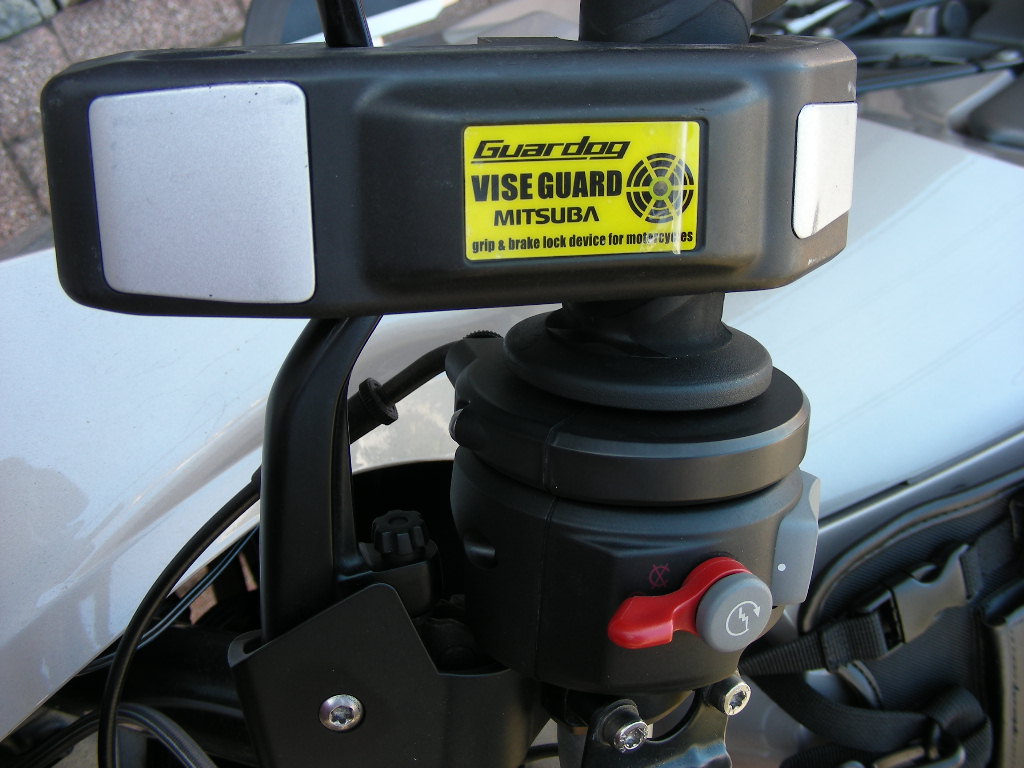 Guardog
VISE GUARD
MITSUBA
grip & brake lock device for motorcycles